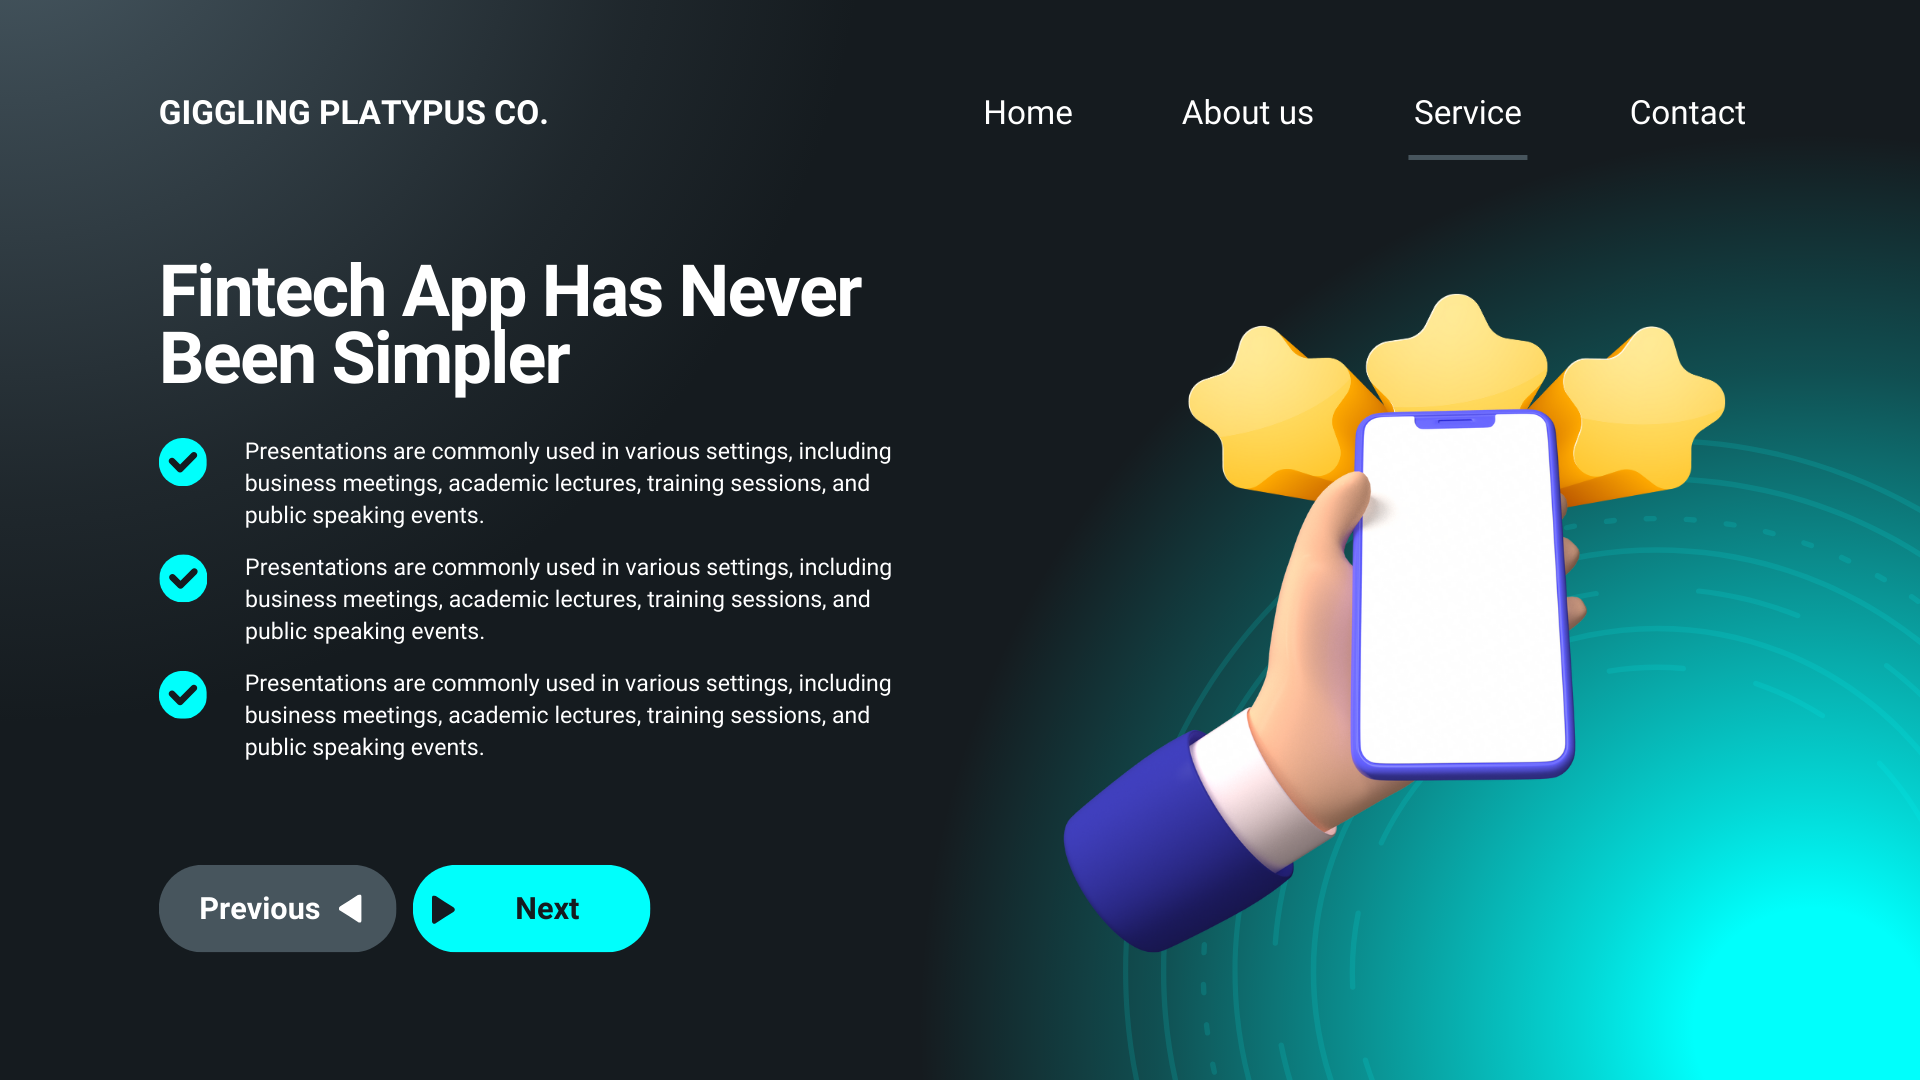 GIGGLING PLATYPUS CO.
Home
About us
Service
Contact
Fintech App Has Never
Been Simpler
Presentations are commonly used in various settings, including
business meetings, academic lectures, training sessions, and
public speaking events.
Presentations are commonly used in various settings, including
business meetings, academic lectures, training sessions, and
public speaking events.
Presentations are commonly used in various settings, including
business meetings, academic lectures, training sessions, and
public speaking events.
Previous
Next